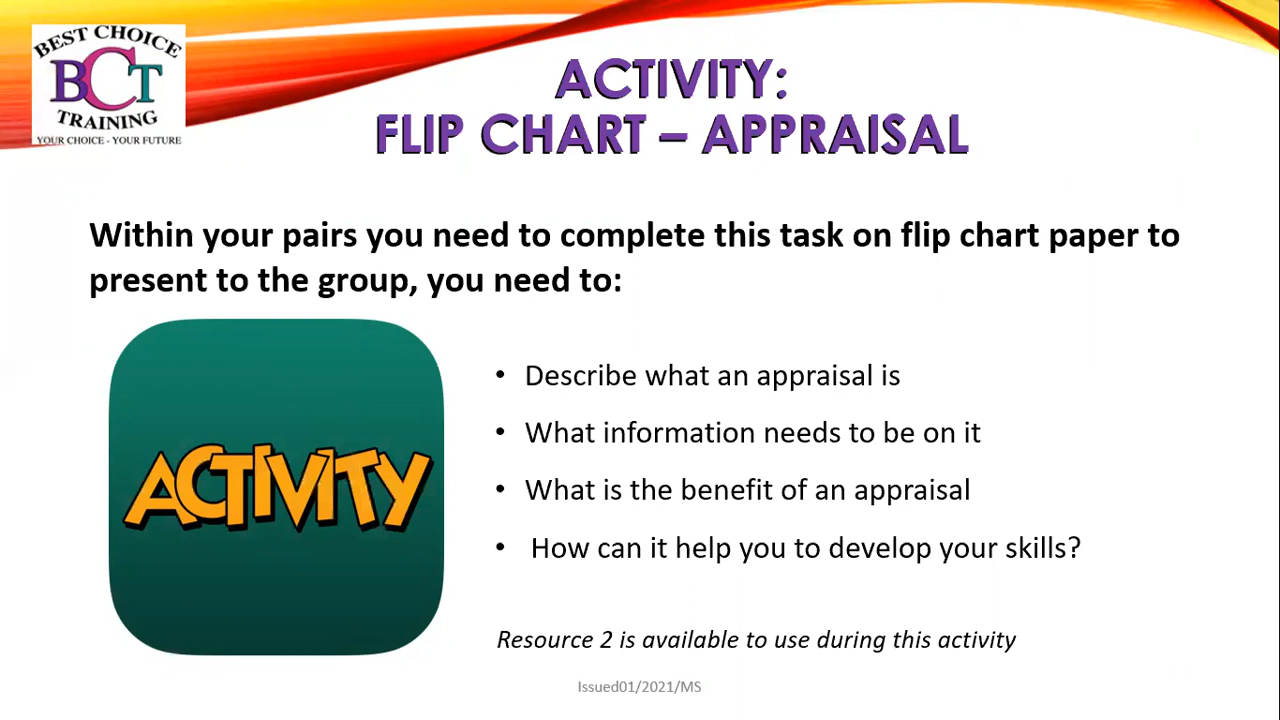 BEST CHOICE
BCT
TRAINING
YOUR CHOICE - YOUR FUTURE
ACTIVITY:
FLIP CHART – APPRAISAL
Within your pairs you need to complete this task on flip chart paper to
present to the group, you need to:
ACTIVITY
• Describe what an appraisal is
• What information needs to be on it
• What is the benefit of an appraisal
• How can it help you to develop your skills?
Resource 2 is available to use during this activity
Issued01/2021/MS